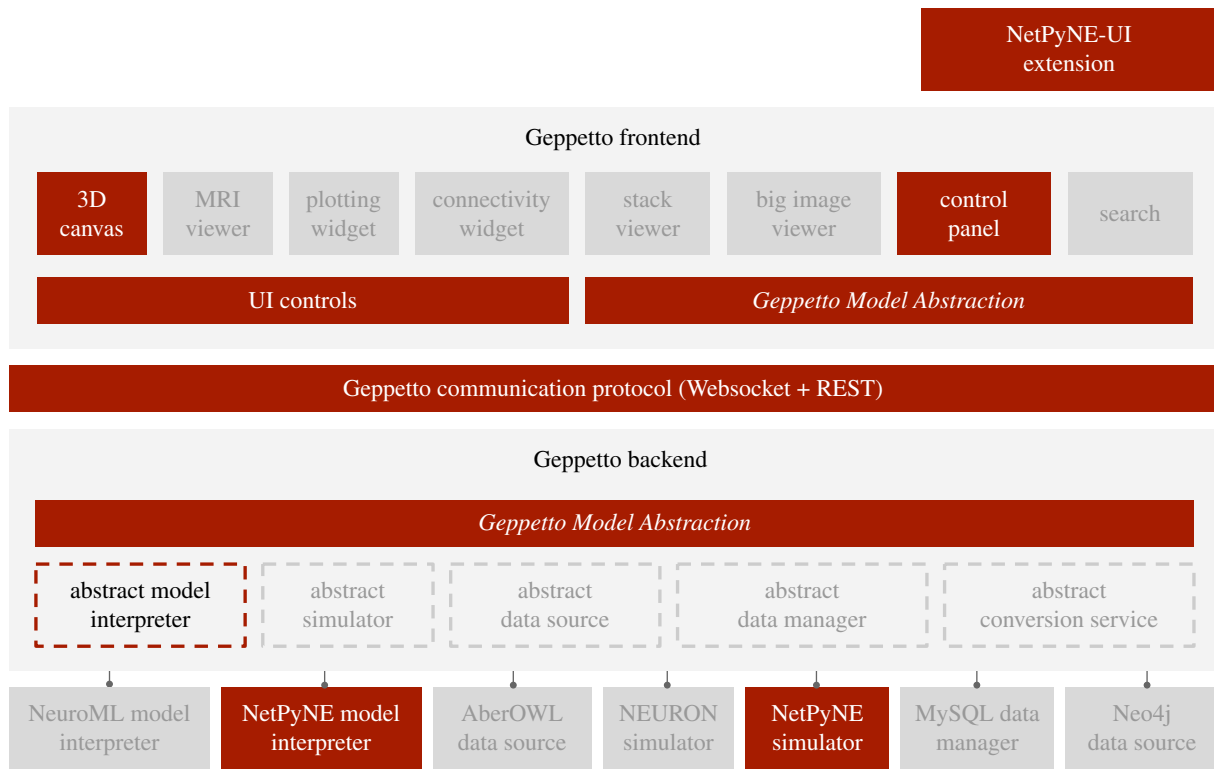 NetPyNE-UI
extension
Geppetto frontend
3D
canvas
MRI
viewer
plotting
widget
connectivity
widget
stack
viewer
big image
viewer
control
panel
search
UI controls
Geppetto Model Abstraction
Geppetto communication protocol (Websocket + REST)
Geppetto backend
Geppetto Model Abstraction
abstract model
interpreter
abstract
simulator
abstract
data source
abstract
data manager
abstract
conversion service
NeuroML model
interpreter
NetPyNE model
interpreter
AberOWL
data source
NEURON
simulator
NetPyNE
simulator
MySQL data
manager
Neo4j
data source